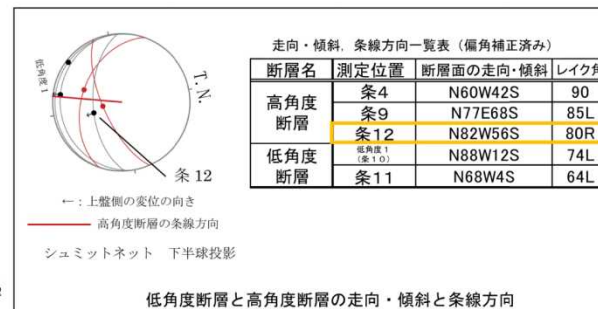 低角度1
T.N.
条12
←：上盤側の変位の向き
高角度断層の条線方向
シュミットネット 下半球投影
走向・傾斜、条線方向一覧表（偏角補正済み）
断層名 測定位置 断層面の走向・傾斜 レイク角
高角度断層 条4 N60W42S 90
条9 N77E68S 85L
条12 N82W56S 80R
低角度断層 低角度1（条10） N88W12S 74L
条11 N68W4S 64L
低角度断層と高角度断層の走向・傾斜と条線方向